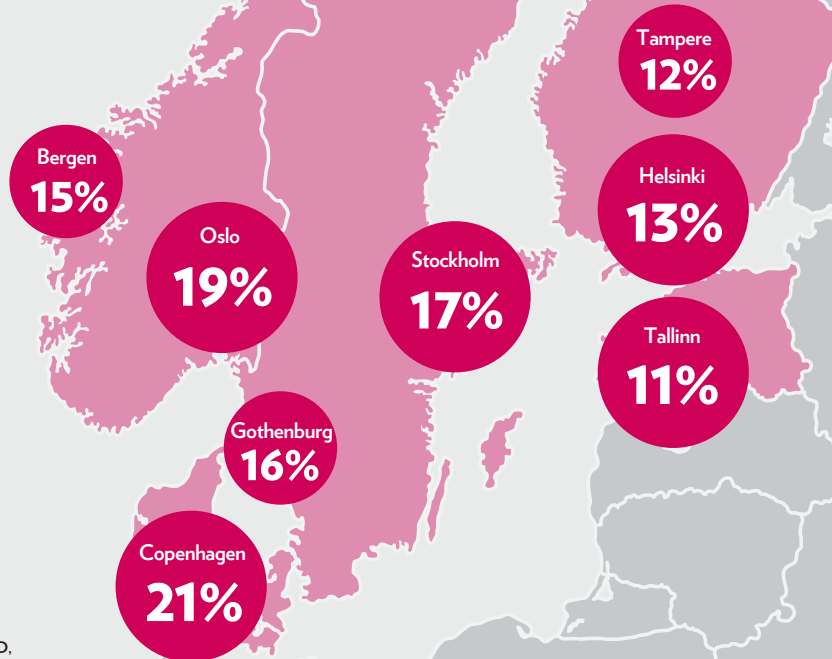 Tampere
12%
Bergen
15%
Helsinki
13%
Oslo
19%
Stockholm
17%
Tallinn
11%
Gothenburg
16%
Copenhagen
21%